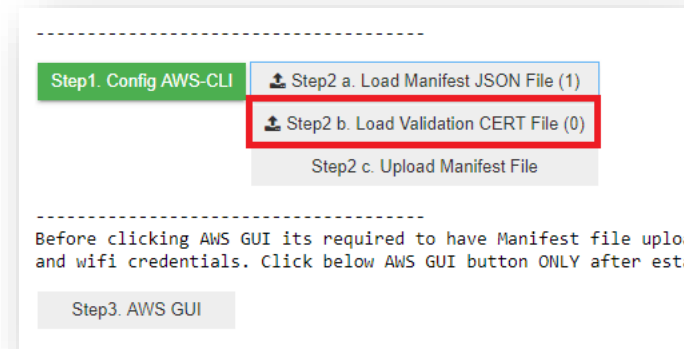 --------------------------------------
Step1. Config AWS-CLI Step2 a. Load Manifest JSON File (1)
Step2 b. Load Validation CERT File (0)
Step2 c. Upload Manifest File
--------------------------------------
Before clicking AWS GUI its required to have Manifest file
and wifi credentials. Click below AWS GUI button ONLY after
Step3. AWS GUI